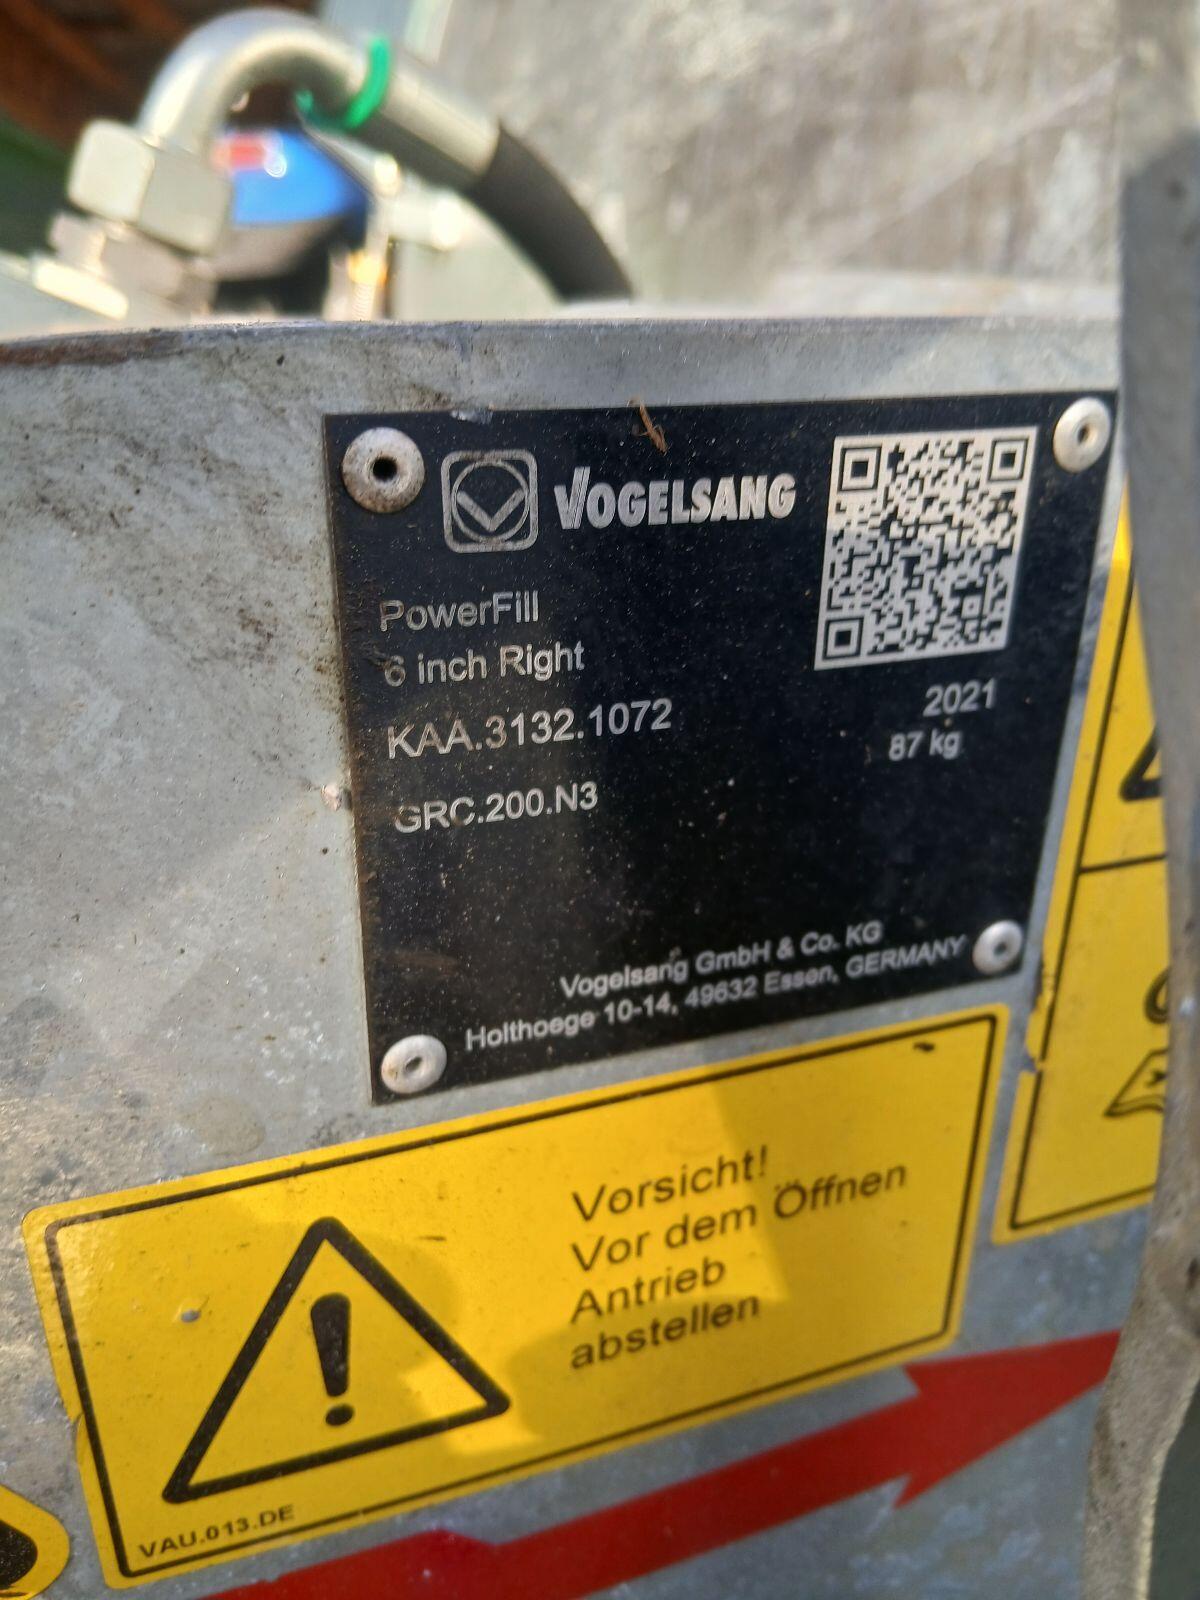 VOGELSANG
PowerFill
6 inch Right
KAA.3132.1072
2021
87 kg
GRC.200.N3
Vogelsang GmbH & Co. KG
Holthoege 10-14, 49632 Essen, GERMANY
Vorsicht!
Vor dem Öffnen
Antrieb
abstellen
VAU.013.DE